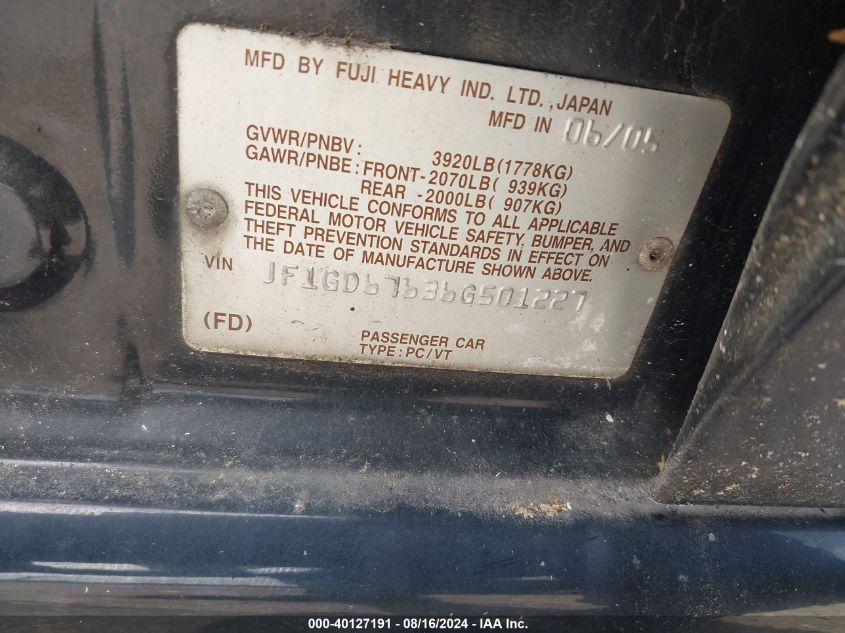 MFD BY FUJI HEAVY IND. LTD., JAPAN
MFD IN 06/05
GVWR/PNBV : 3920LB(1778KG)
GAWR/PNBE : FRONT-2070LB( 939KG)
REAR -2000LB( 907KG)
THIS VEHICLE CONFORMS TO ALL APPLICABLE
FEDERAL MOTOR VEHICLE SAFETY, BUMPER, AND
THEFT PREVENTION STANDARDS IN EFFECT ON
THE DATE OF MANUFACTURE SHOWN ABOVE.
VIN JF1GD67636G501227
(FD)
PASSENGER CAR
TYPE : PC/VT
000-40127191 - 08/16/2024 - IAA Inc.